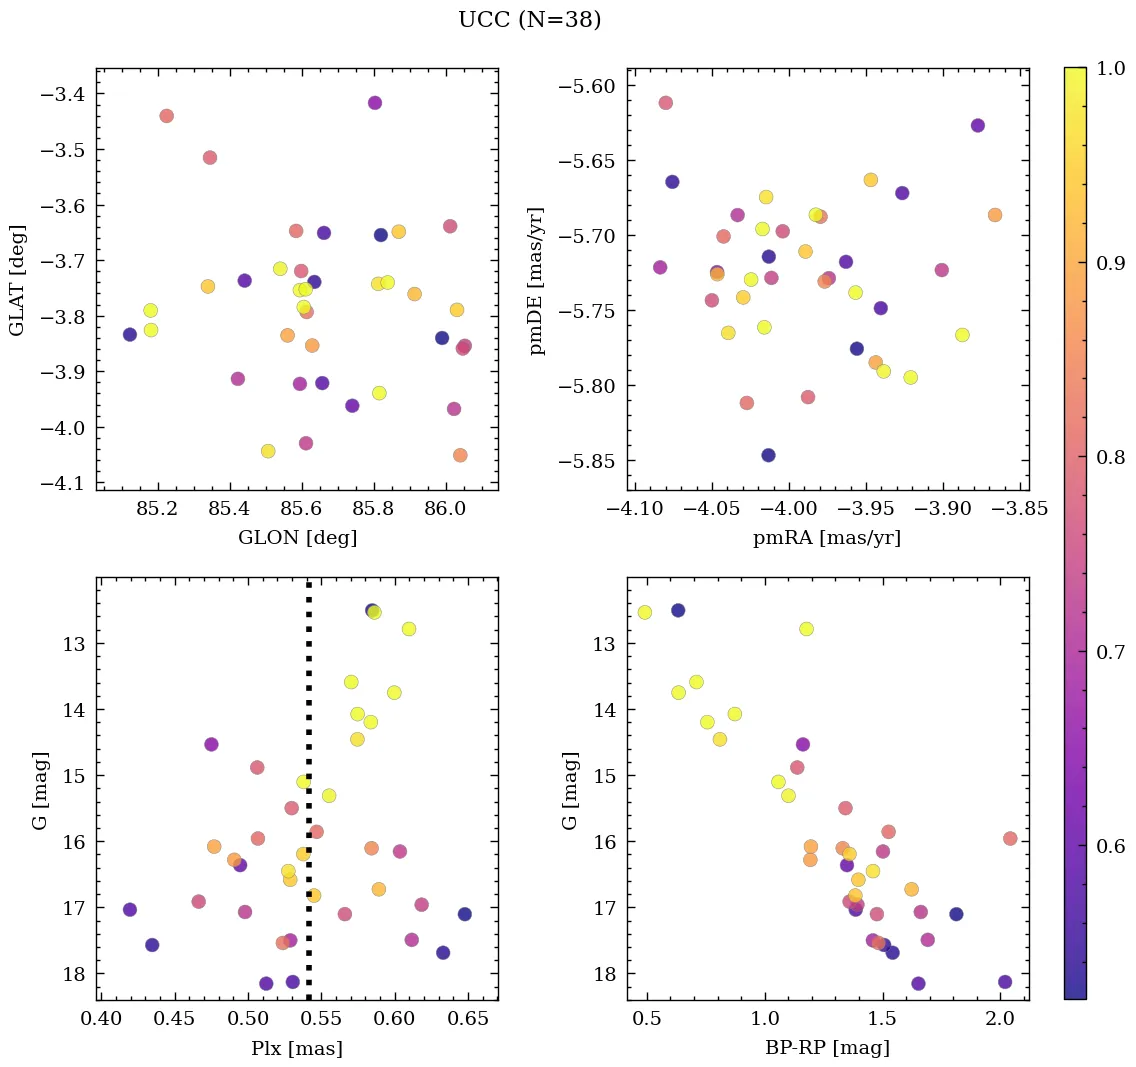 UCC (N=38)
−3.4
−3.5
−3.6
−3.7
−3.8
−3.9
−4.0
−4.1
GLAT [deg]
85.2 85.4 85.6 85.8 86.0
GLON [deg]
−5.60
−5.65
−5.70
−5.75
−5.80
−5.85
pmDE [mas/yr]
−4.10 −4.05 −4.00 −3.95 −3.90 −3.85
pmRA [mas/yr]
13
14
15
16
17
18
G [mag]
0.40 0.45 0.50 0.55 0.60 0.65
Plx [mas]
13
14
15
16
17
18
G [mag]
0.5 1.0 1.5 2.0
BP-RP [mag]
1.0
0.9
0.8
0.7
0.6